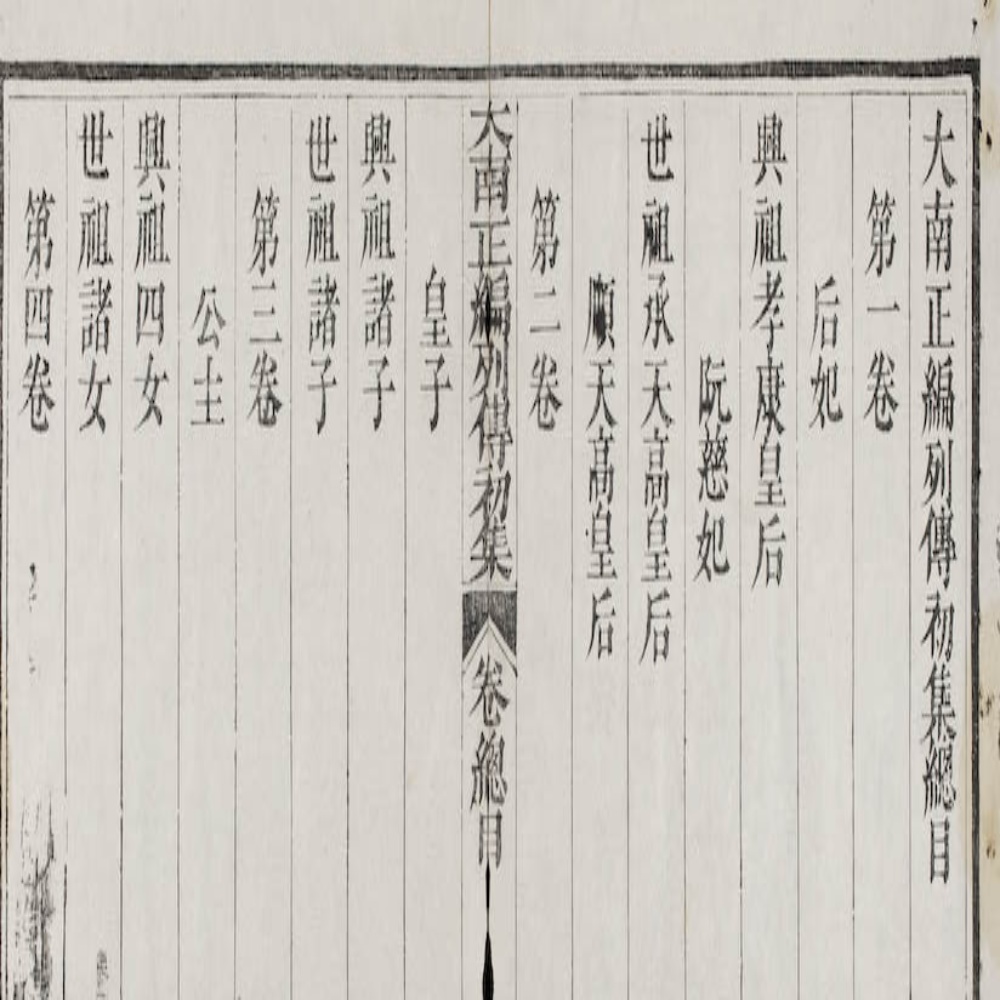 大南正編列傳初集總目
第一卷
后妃
興祖孝康皇后
阮慈妃
世祖承天高皇后
順天高皇后
第二卷
大南正編列傳初集
卷總目
皇子
興祖諸子
世祖諸子
第三卷
公主
興祖四女
世祖諸女
第四卷